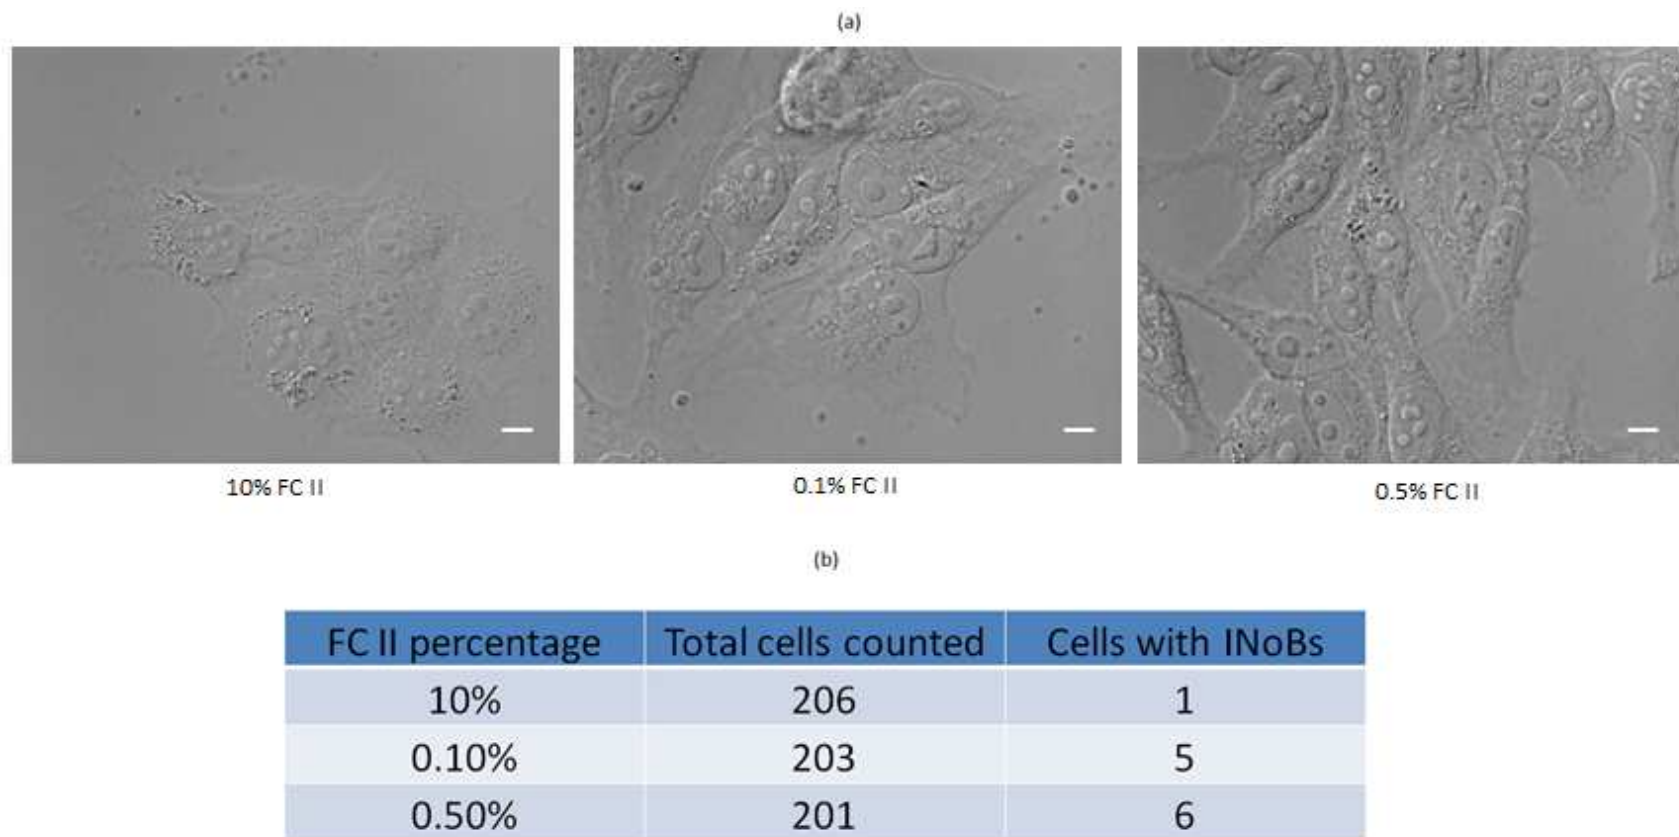 (a)
10% FC II
0.1% FC II
0.5% FC II
(b)
FC II percentage Total cells counted Cells with INoBs
10% 206 1
0.10% 203 5
0.50% 201 6